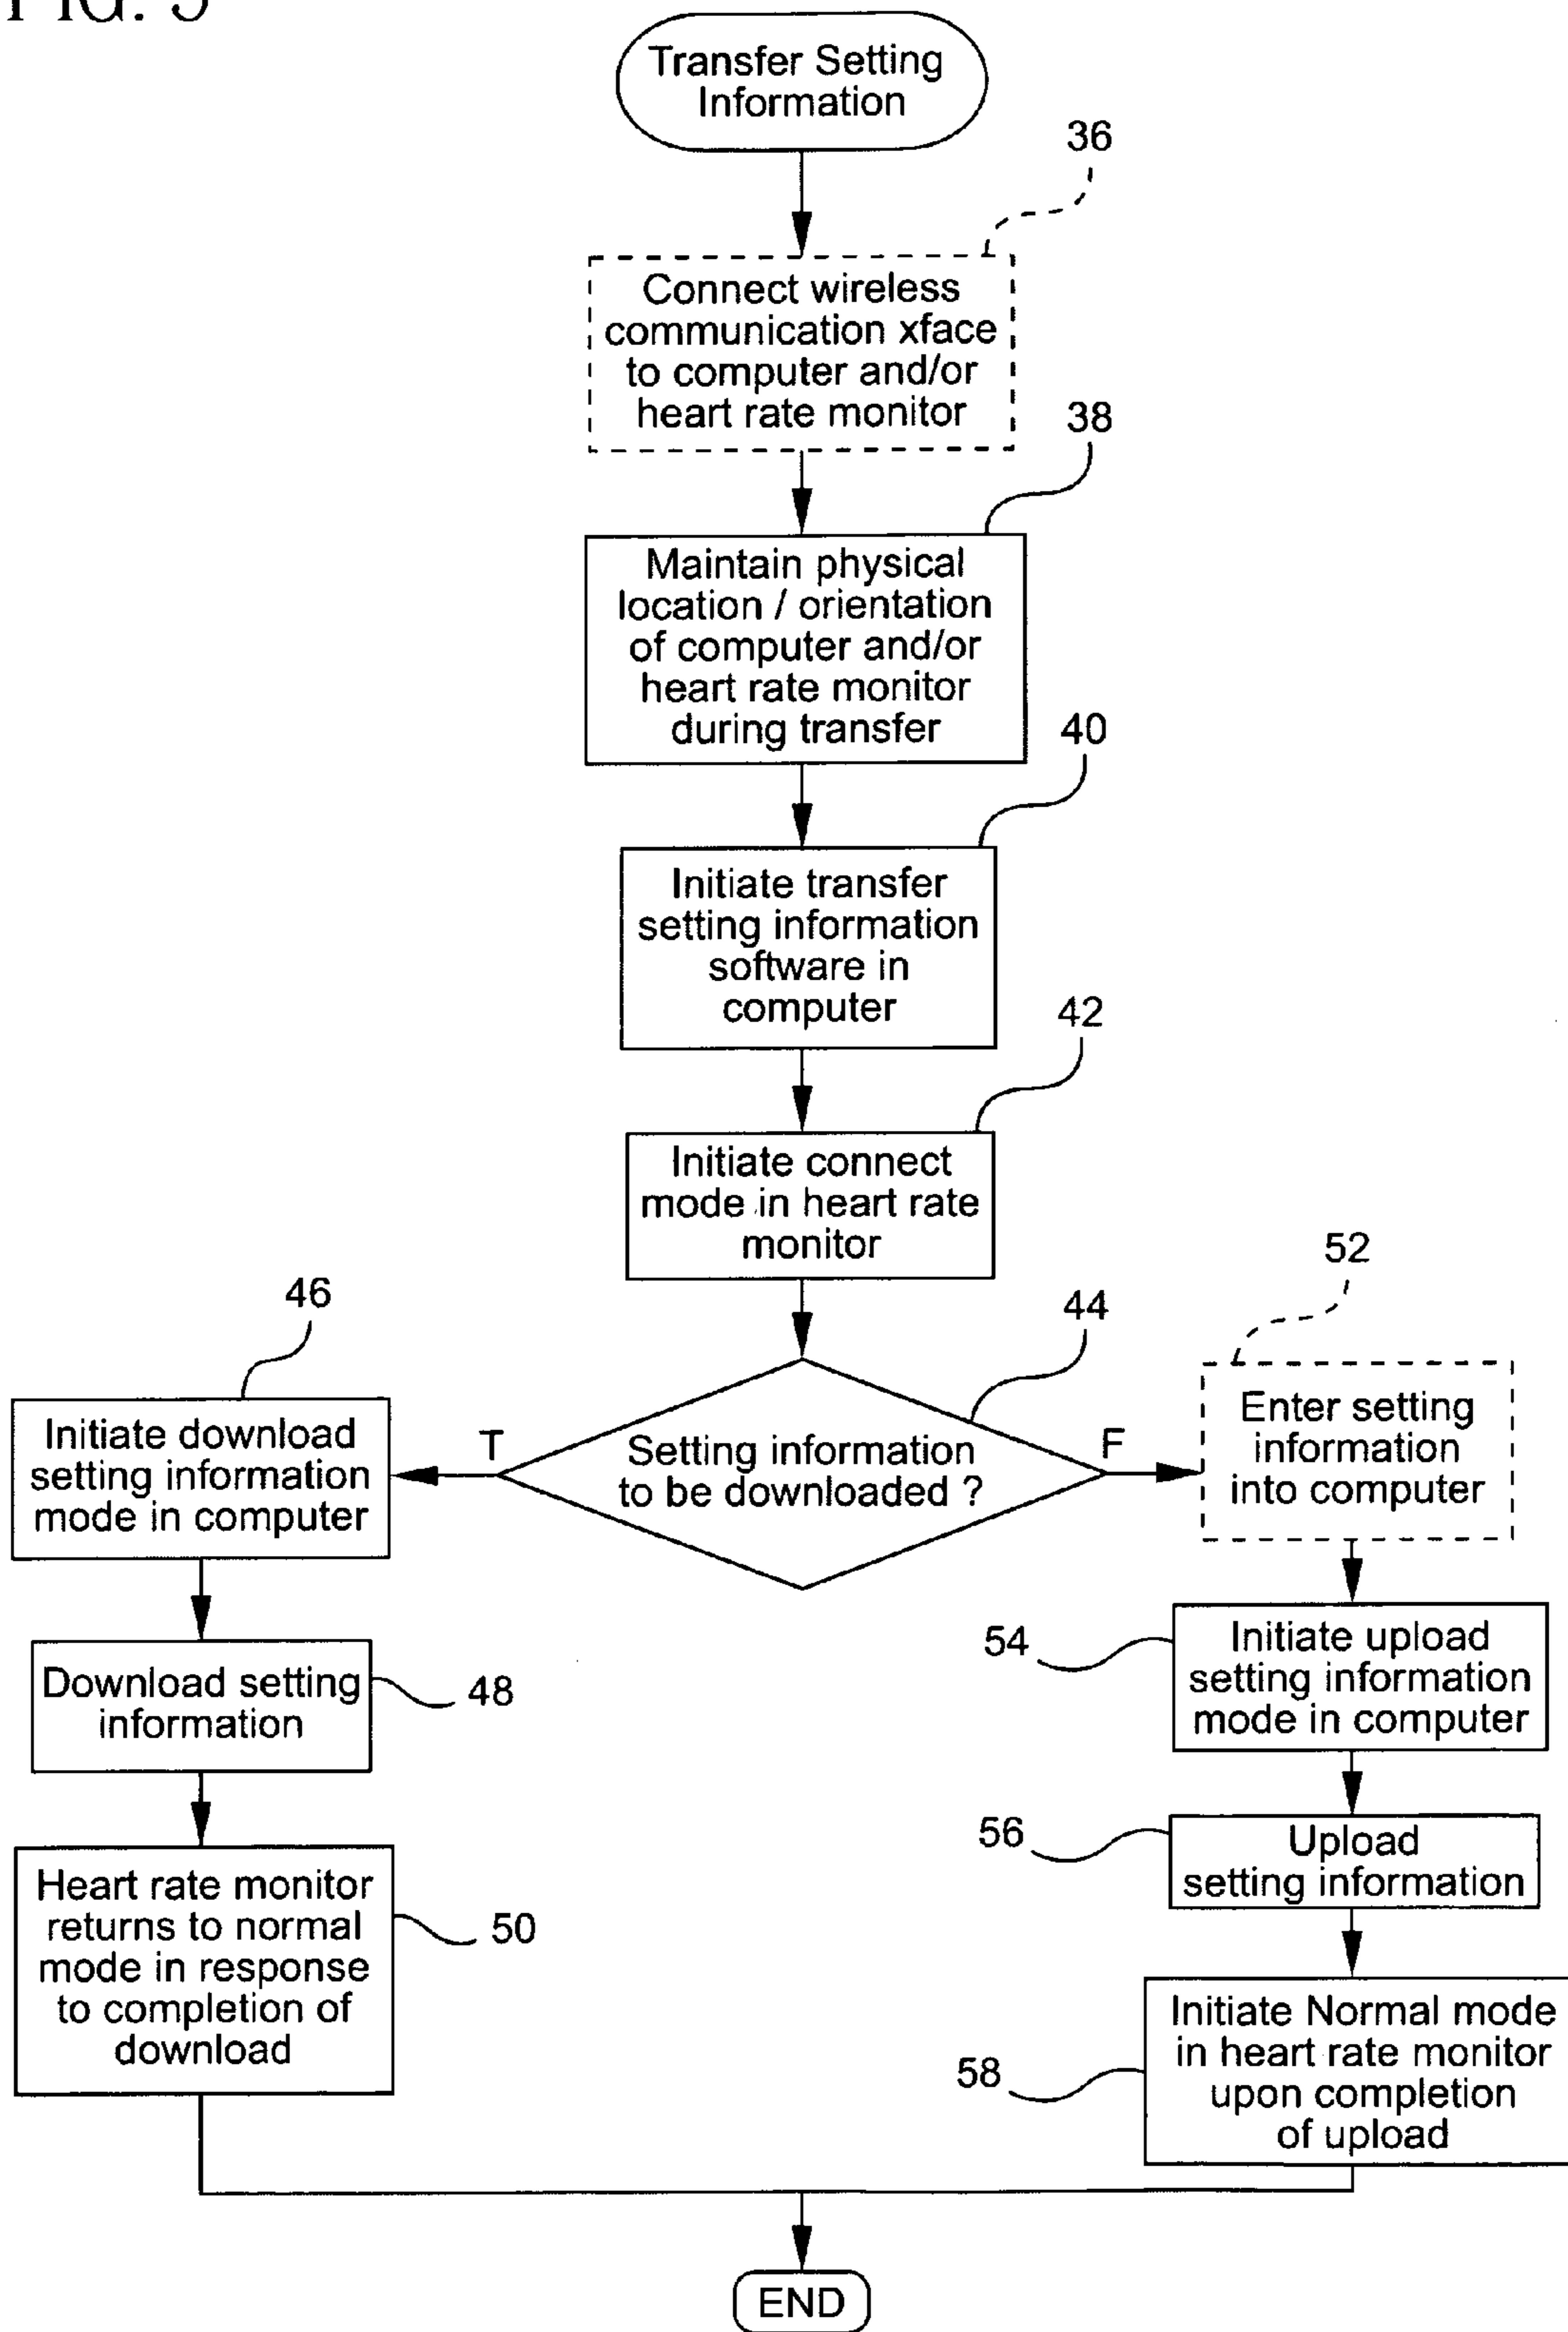 FIG. 5
Transfer Setting
Information
36
Connect wireless
communication xface
to computer and/or
heart rate monitor
38
Maintain physical
location / orientation
of computer and/or
heart rate monitor
during transfer
40
Initiate transfer
setting information
software in
computer
42
Initiate connect
mode in heart rate
monitor
44
Setting information
to be downloaded ?
T
F
46
Initiate download
setting information
mode in computer
Download setting
information
48
Heart rate monitor
returns to normal
mode in response
to completion of
download
50
52
Enter setting
information
into computer
54
Initiate upload
setting information
mode in computer
56
Upload
setting information
58
Initiate Normal mode
in heart rate monitor
upon completion
of upload
END